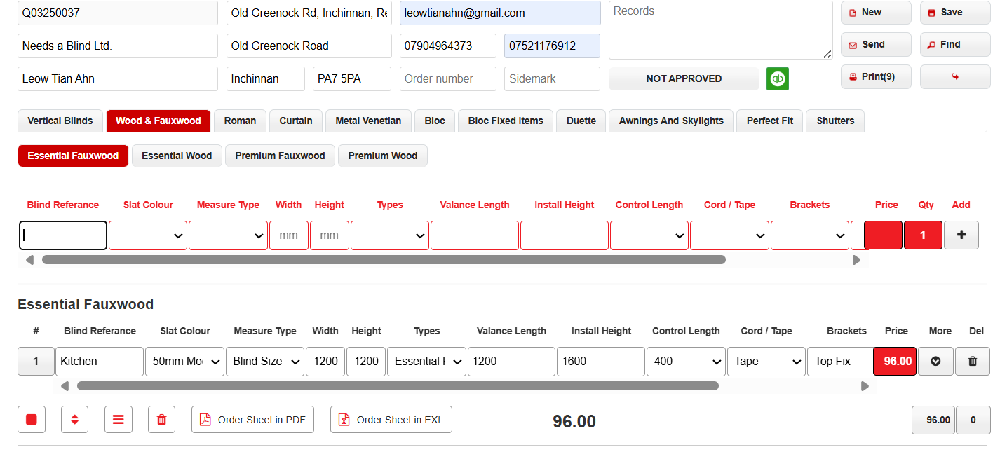 Q03250037 Old Greenock Rd, Inchinnan, Re leowtianahn@gmail.com Records New Save
Needs a Blind Ltd. Old Greenock Road 07904964373 07521176912 Send Find
Leow Tian Ahn Inchinnan PA7 5PA Order number Sidemark NOT APPROVED qb Print(9)
Vertical Blinds Wood & Fauxwood Roman Curtain Metal Venetian Bloc Bloc Fixed Items Duette Awnings And Skylights Perfect Fit Shutters
Essential Fauxwood Essential Wood Premium Fauxwood Premium Wood
Blind Referance Slat Colour Measure Type Width Height Types Valance Length Install Height Control Length Cord / Tape Brackets Price Qty Add
mm mm 1 +
Essential Fauxwood
# Blind Referance Slat Colour Measure Type Width Height Types Valance Length Install Height Control Length Cord / Tape Brackets Price More Del
1 Kitchen 50mm Moo Blind Size 1200 1200 Essential F 1200 1600 400 Tape Top Fix 96.00
Order Sheet in PDF Order Sheet in EXL 96.00 96.00 0